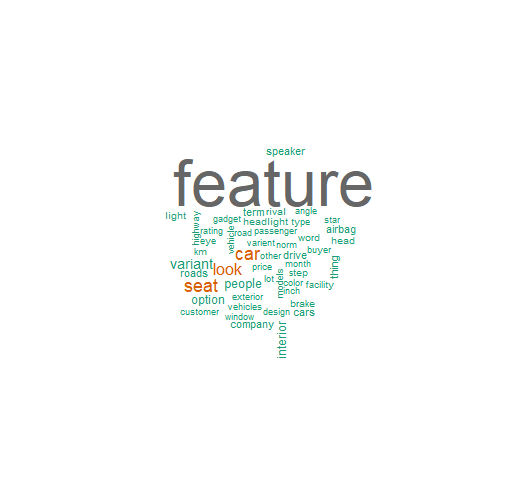 speaker
feature
light
highway
gadget
term
rival
angle
headlight
type
star
rating
road
passenger
airbag
eye
vehicle
varient
norm
word
head
km
car
other
drive
buyer
variant
look
price
month
thing
roads
lot
models
step
seat
people
color
facility
inch
option
exterior
vehicles
brake
customer
window
design
cars
company
interior